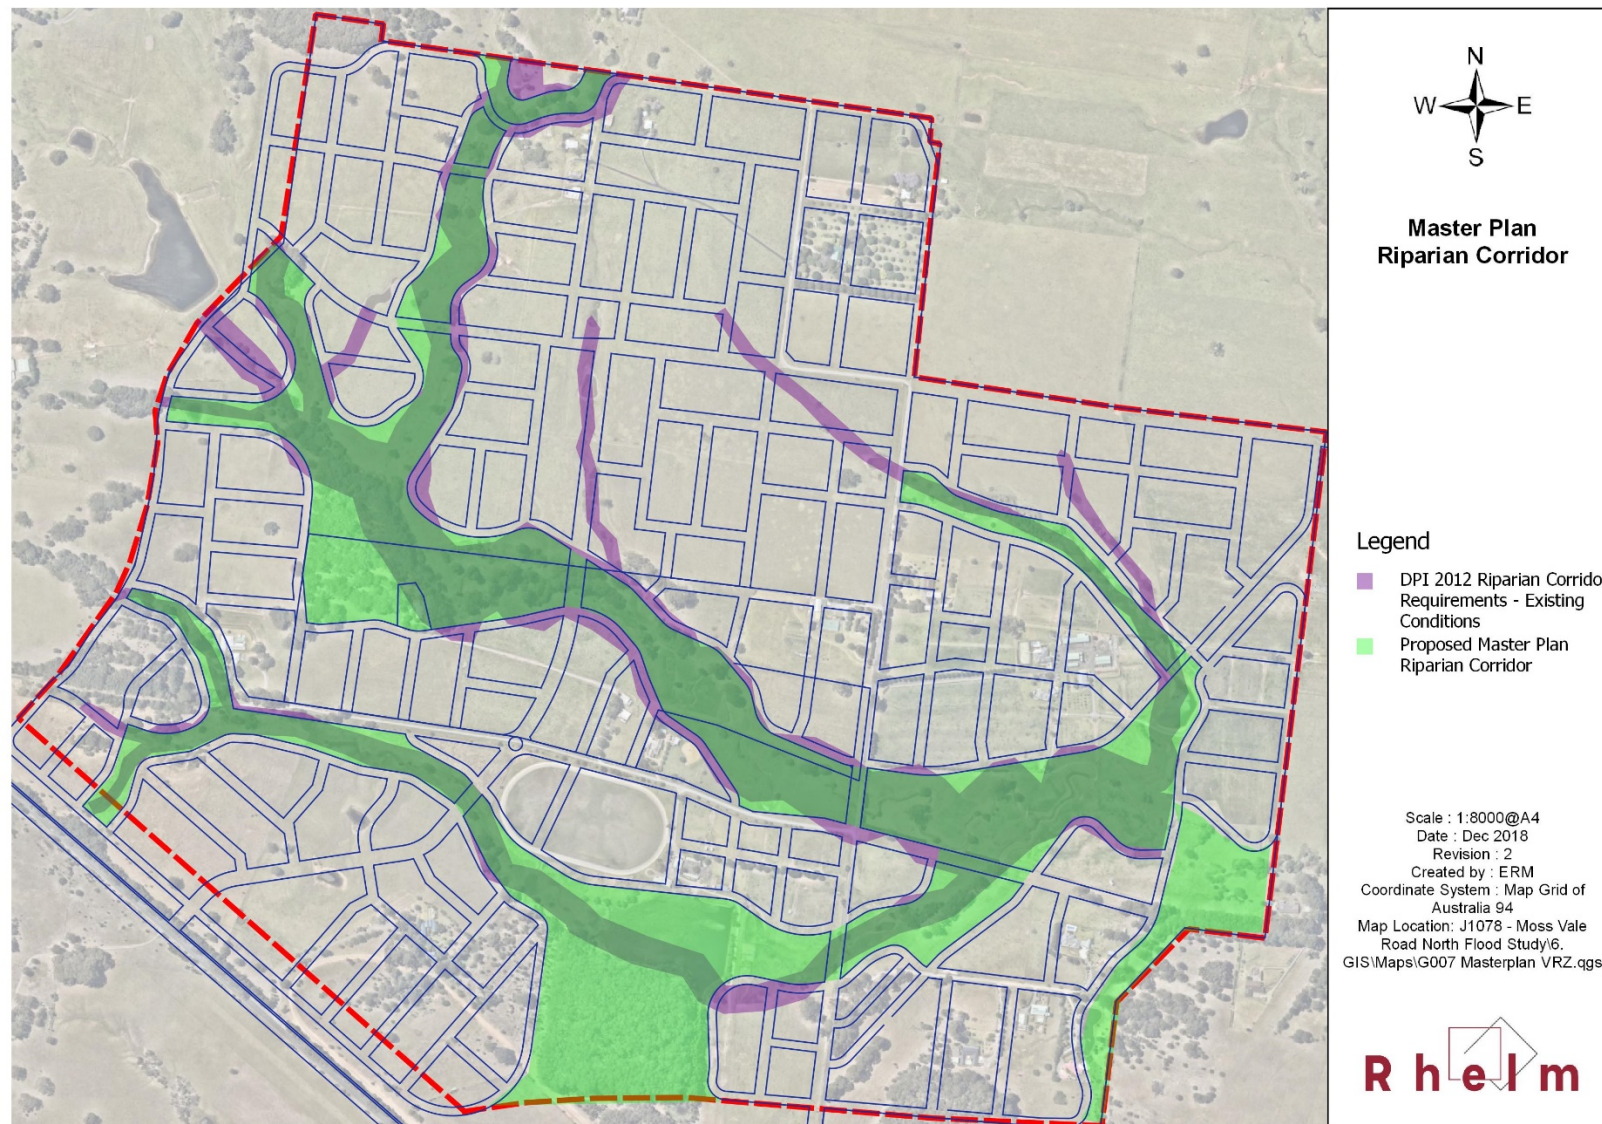 N
W E
S
Master Plan
Riparian Corridor
Legend
DPI 2012 Riparian Corrido
Requirements - Existing
Conditions
Proposed Master Plan
Riparian Corridor
Scale : 1:8000@A4
Date : Dec 2018
Revision : 2
Created by : ERM
Coordinate System : Map Grid of
Australia 94
Map Location: J1078 - Moss Vale
Road North Flood Study\6.
GIS\Maps\G007 Masterplan VRZ.qgs
Rhelm